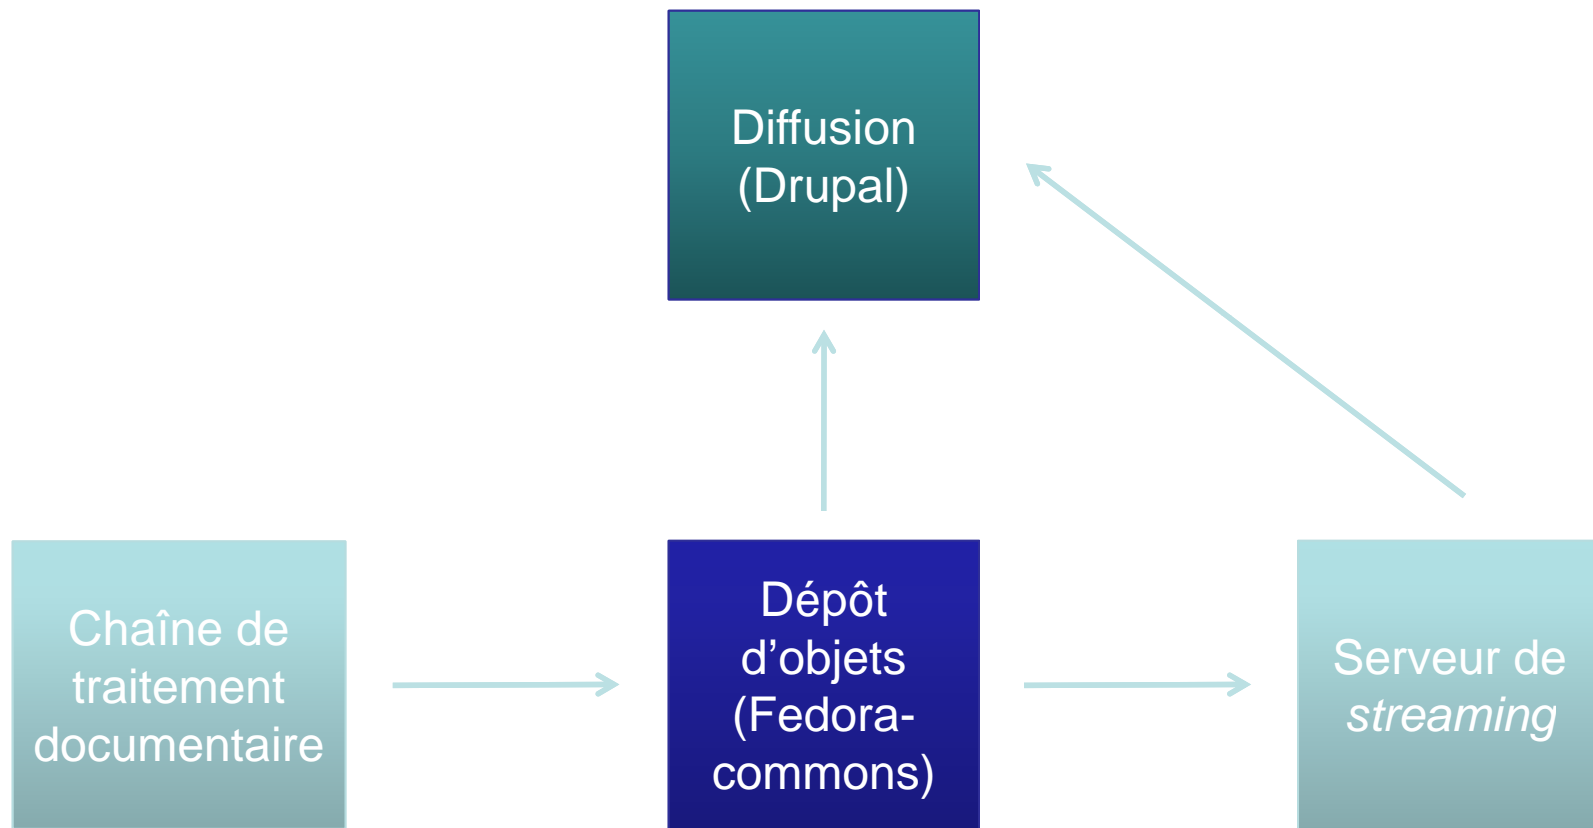 Diffusion
(Drupal)
Chaîne de
traitement
documentaire
Dépôt
d’objets
(Fedora-
commons)
Serveur de
streaming